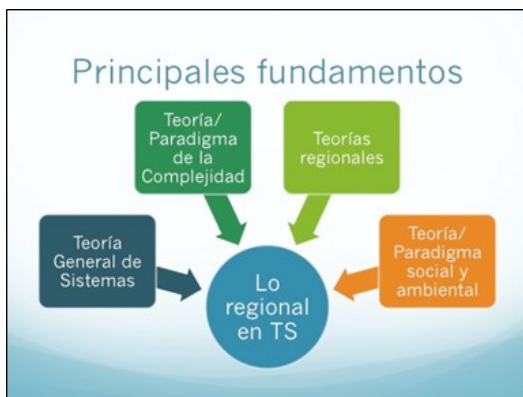 Principales fundamentos
Teoría/
Paradigma
de la
Complejidad
Teorías
regionales
Teoría
General de
Sistemas
Teoría/
Paradigma
social y
ambiental
Lo
regional
en TS